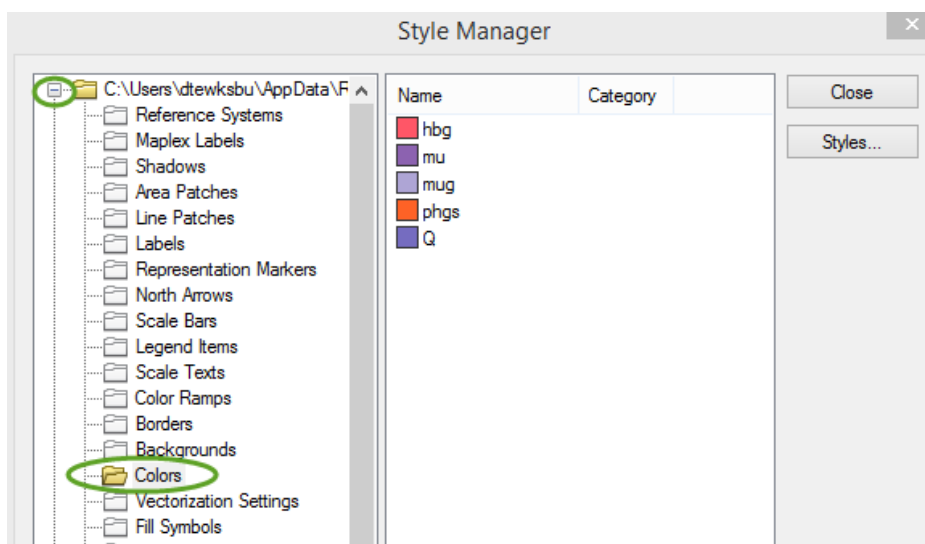 Style Manager
C:\Users\dtewksbu\AppData\R
Reference Systems
Maplex Labels
Shadows
Area Patches
Line Patches
Labels
Representation Markers
North Arrows
Scale Bars
Legend Items
Scale Texts
Color Ramps
Borders
Backgrounds
Colors
Vectorization Settings
Fill Symbols
Name Category
hbg
mu
mug
phgs
Q
Close
Styles...